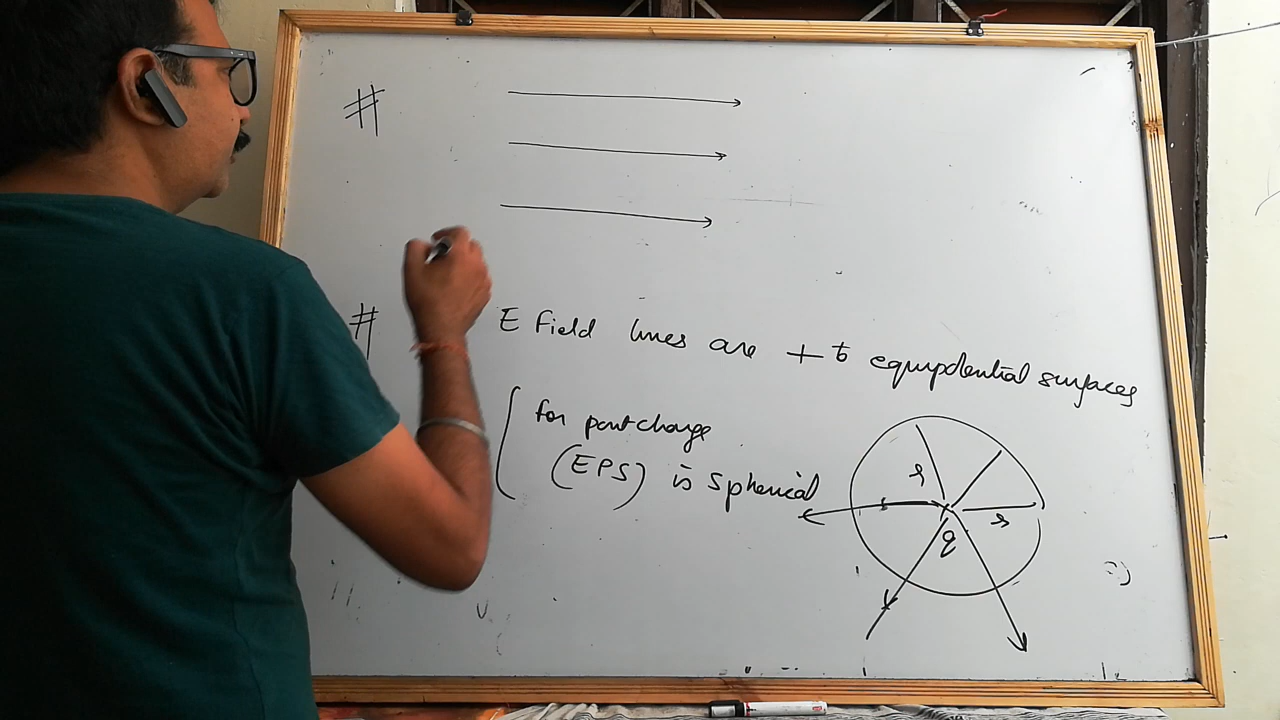 #
# E Field lines are ⊥ to equipotential surfaces
for point charge
(EPS) is spherical
r
r
q